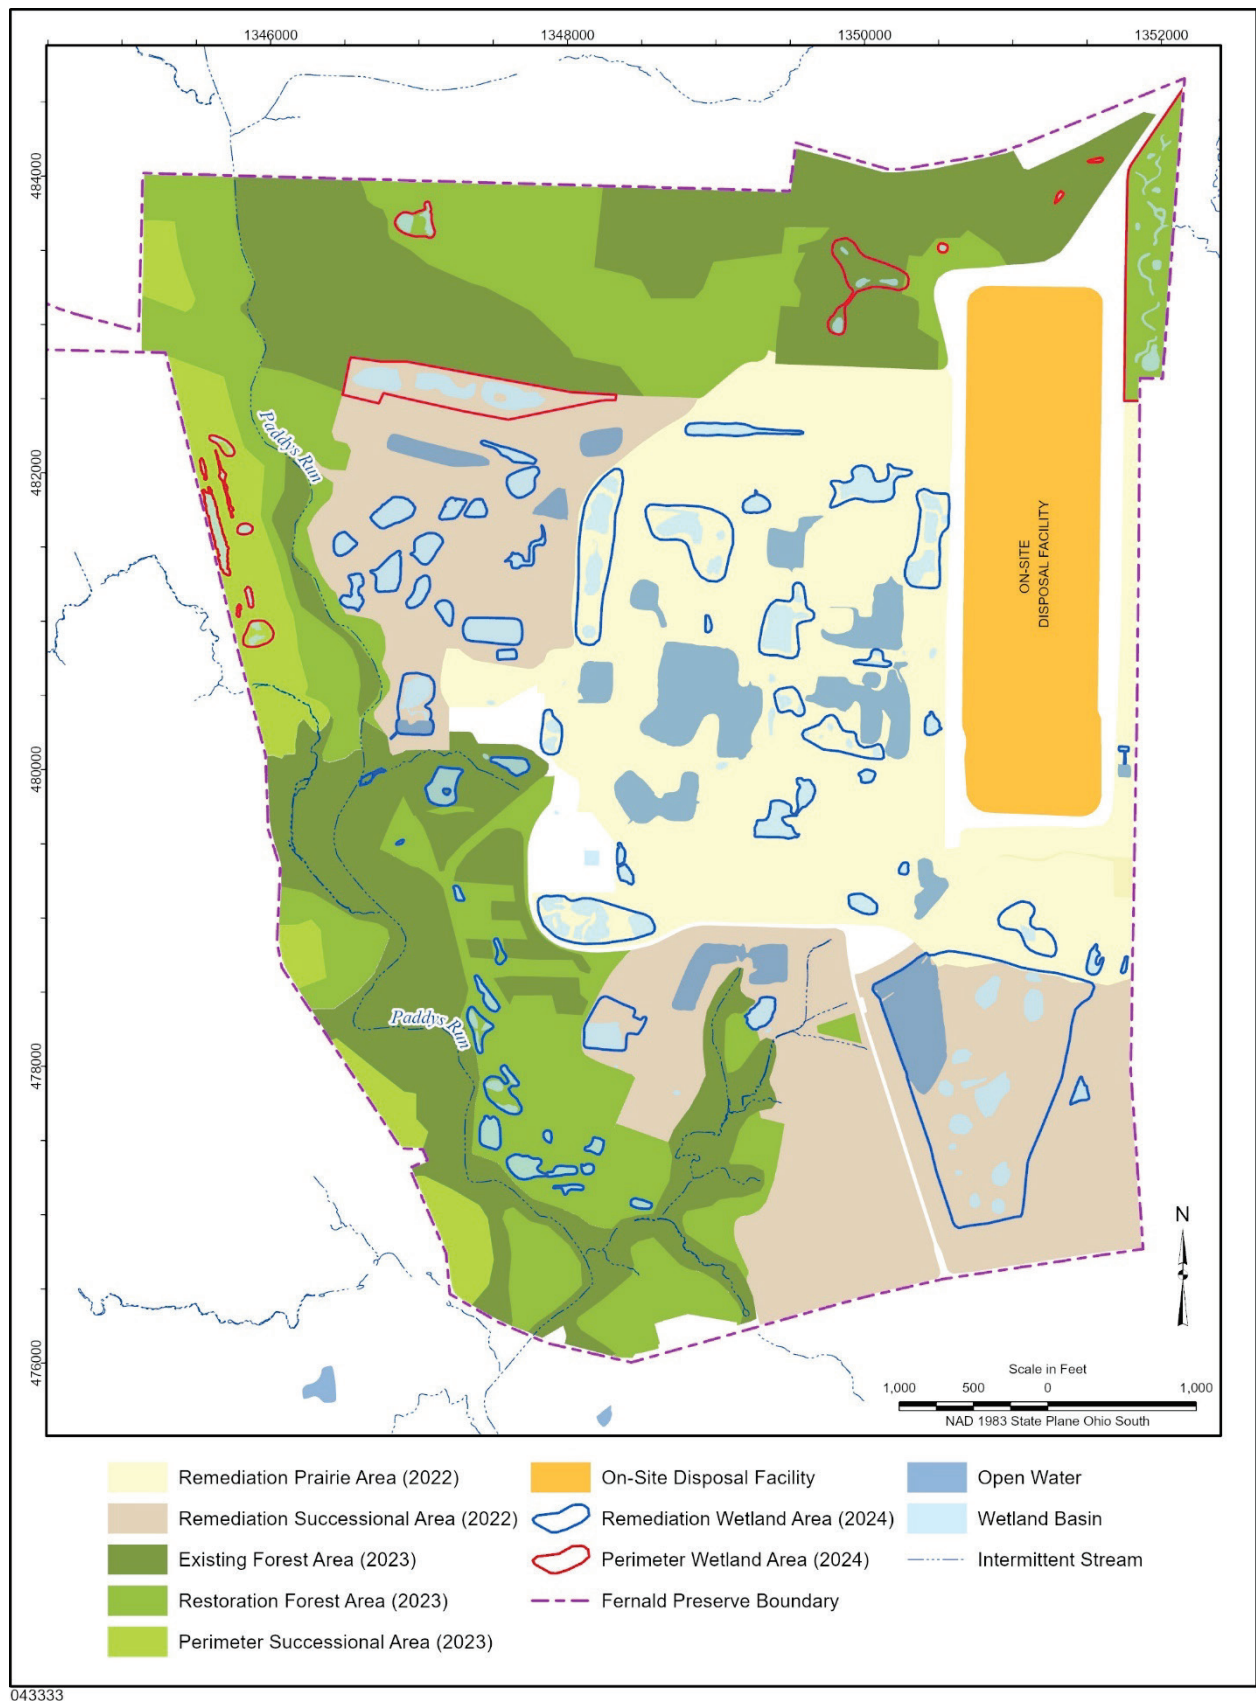 1346000
1348000
1350000
1352000
484000
482000
480000
478000
476000
Paddys Run
ON-SITE
DISPOSAL FACILITY
Paddys Run
N
Scale in Feet
1,000 500 0 1,000
NAD 1983 State Plane Ohio South
Remediation Prairie Area (2022)
Remediation Successional Area (2022)
Existing Forest Area (2023)
Restoration Forest Area (2023)
Perimeter Successional Area (2023)
On-Site Disposal Facility
Remediation Wetland Area (2024)
Perimeter Wetland Area (2024)
Fernald Preserve Boundary
Open Water
Wetland Basin
Intermittent Stream
043333